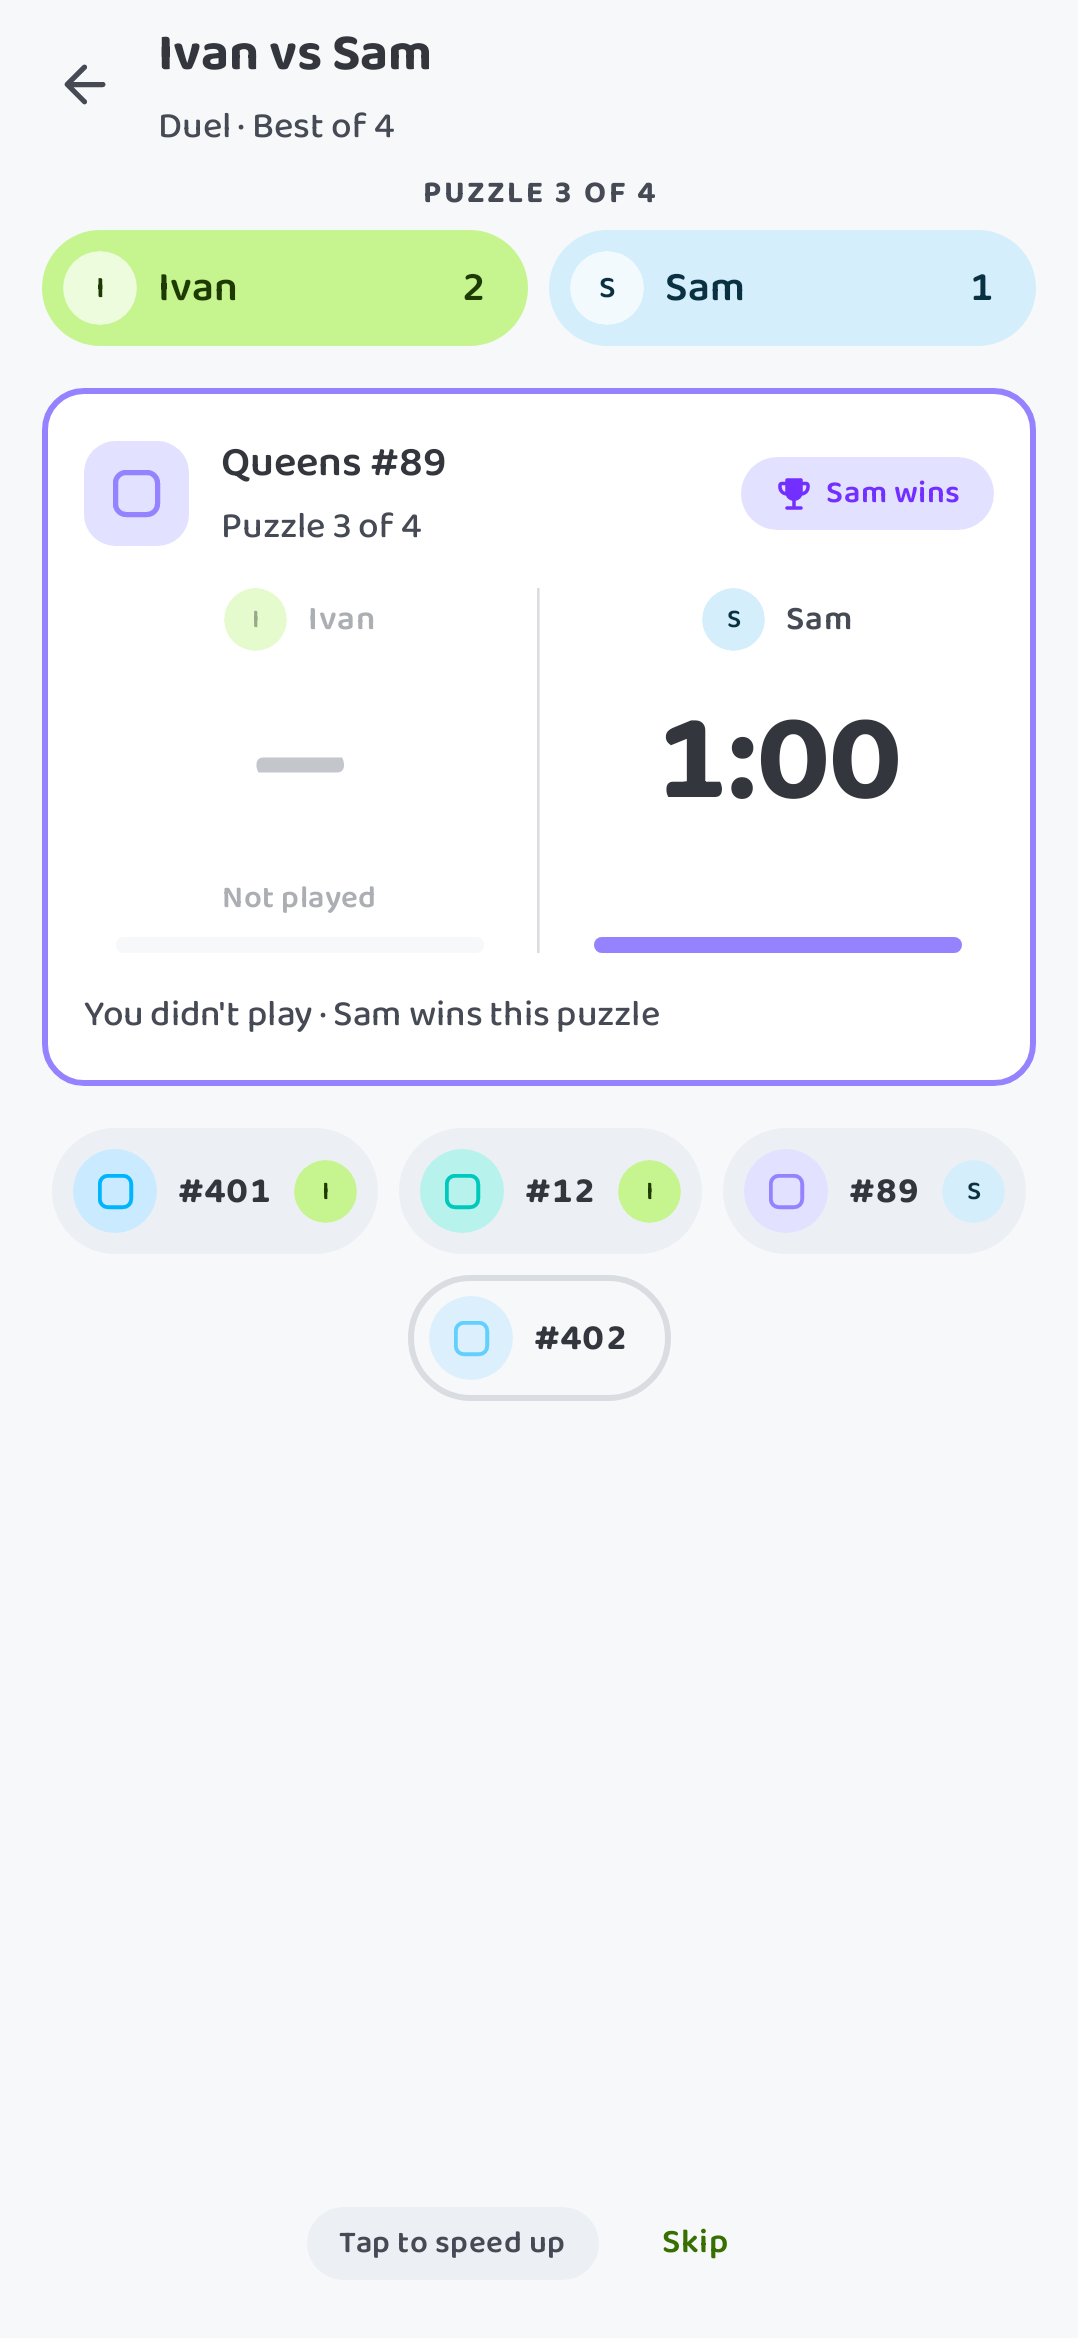 Ivan vs Sam
Duel · Best of 4
PUZZLE 3 OF 4
I Ivan 2
S Sam 1
Queens #89
Puzzle 3 of 4
Sam wins
I Ivan
S Sam
—
1:00
Not played
You didn't play · Sam wins this puzzle
#401 I
#12 I
#89 S
#402
Tap to speed up
Skip